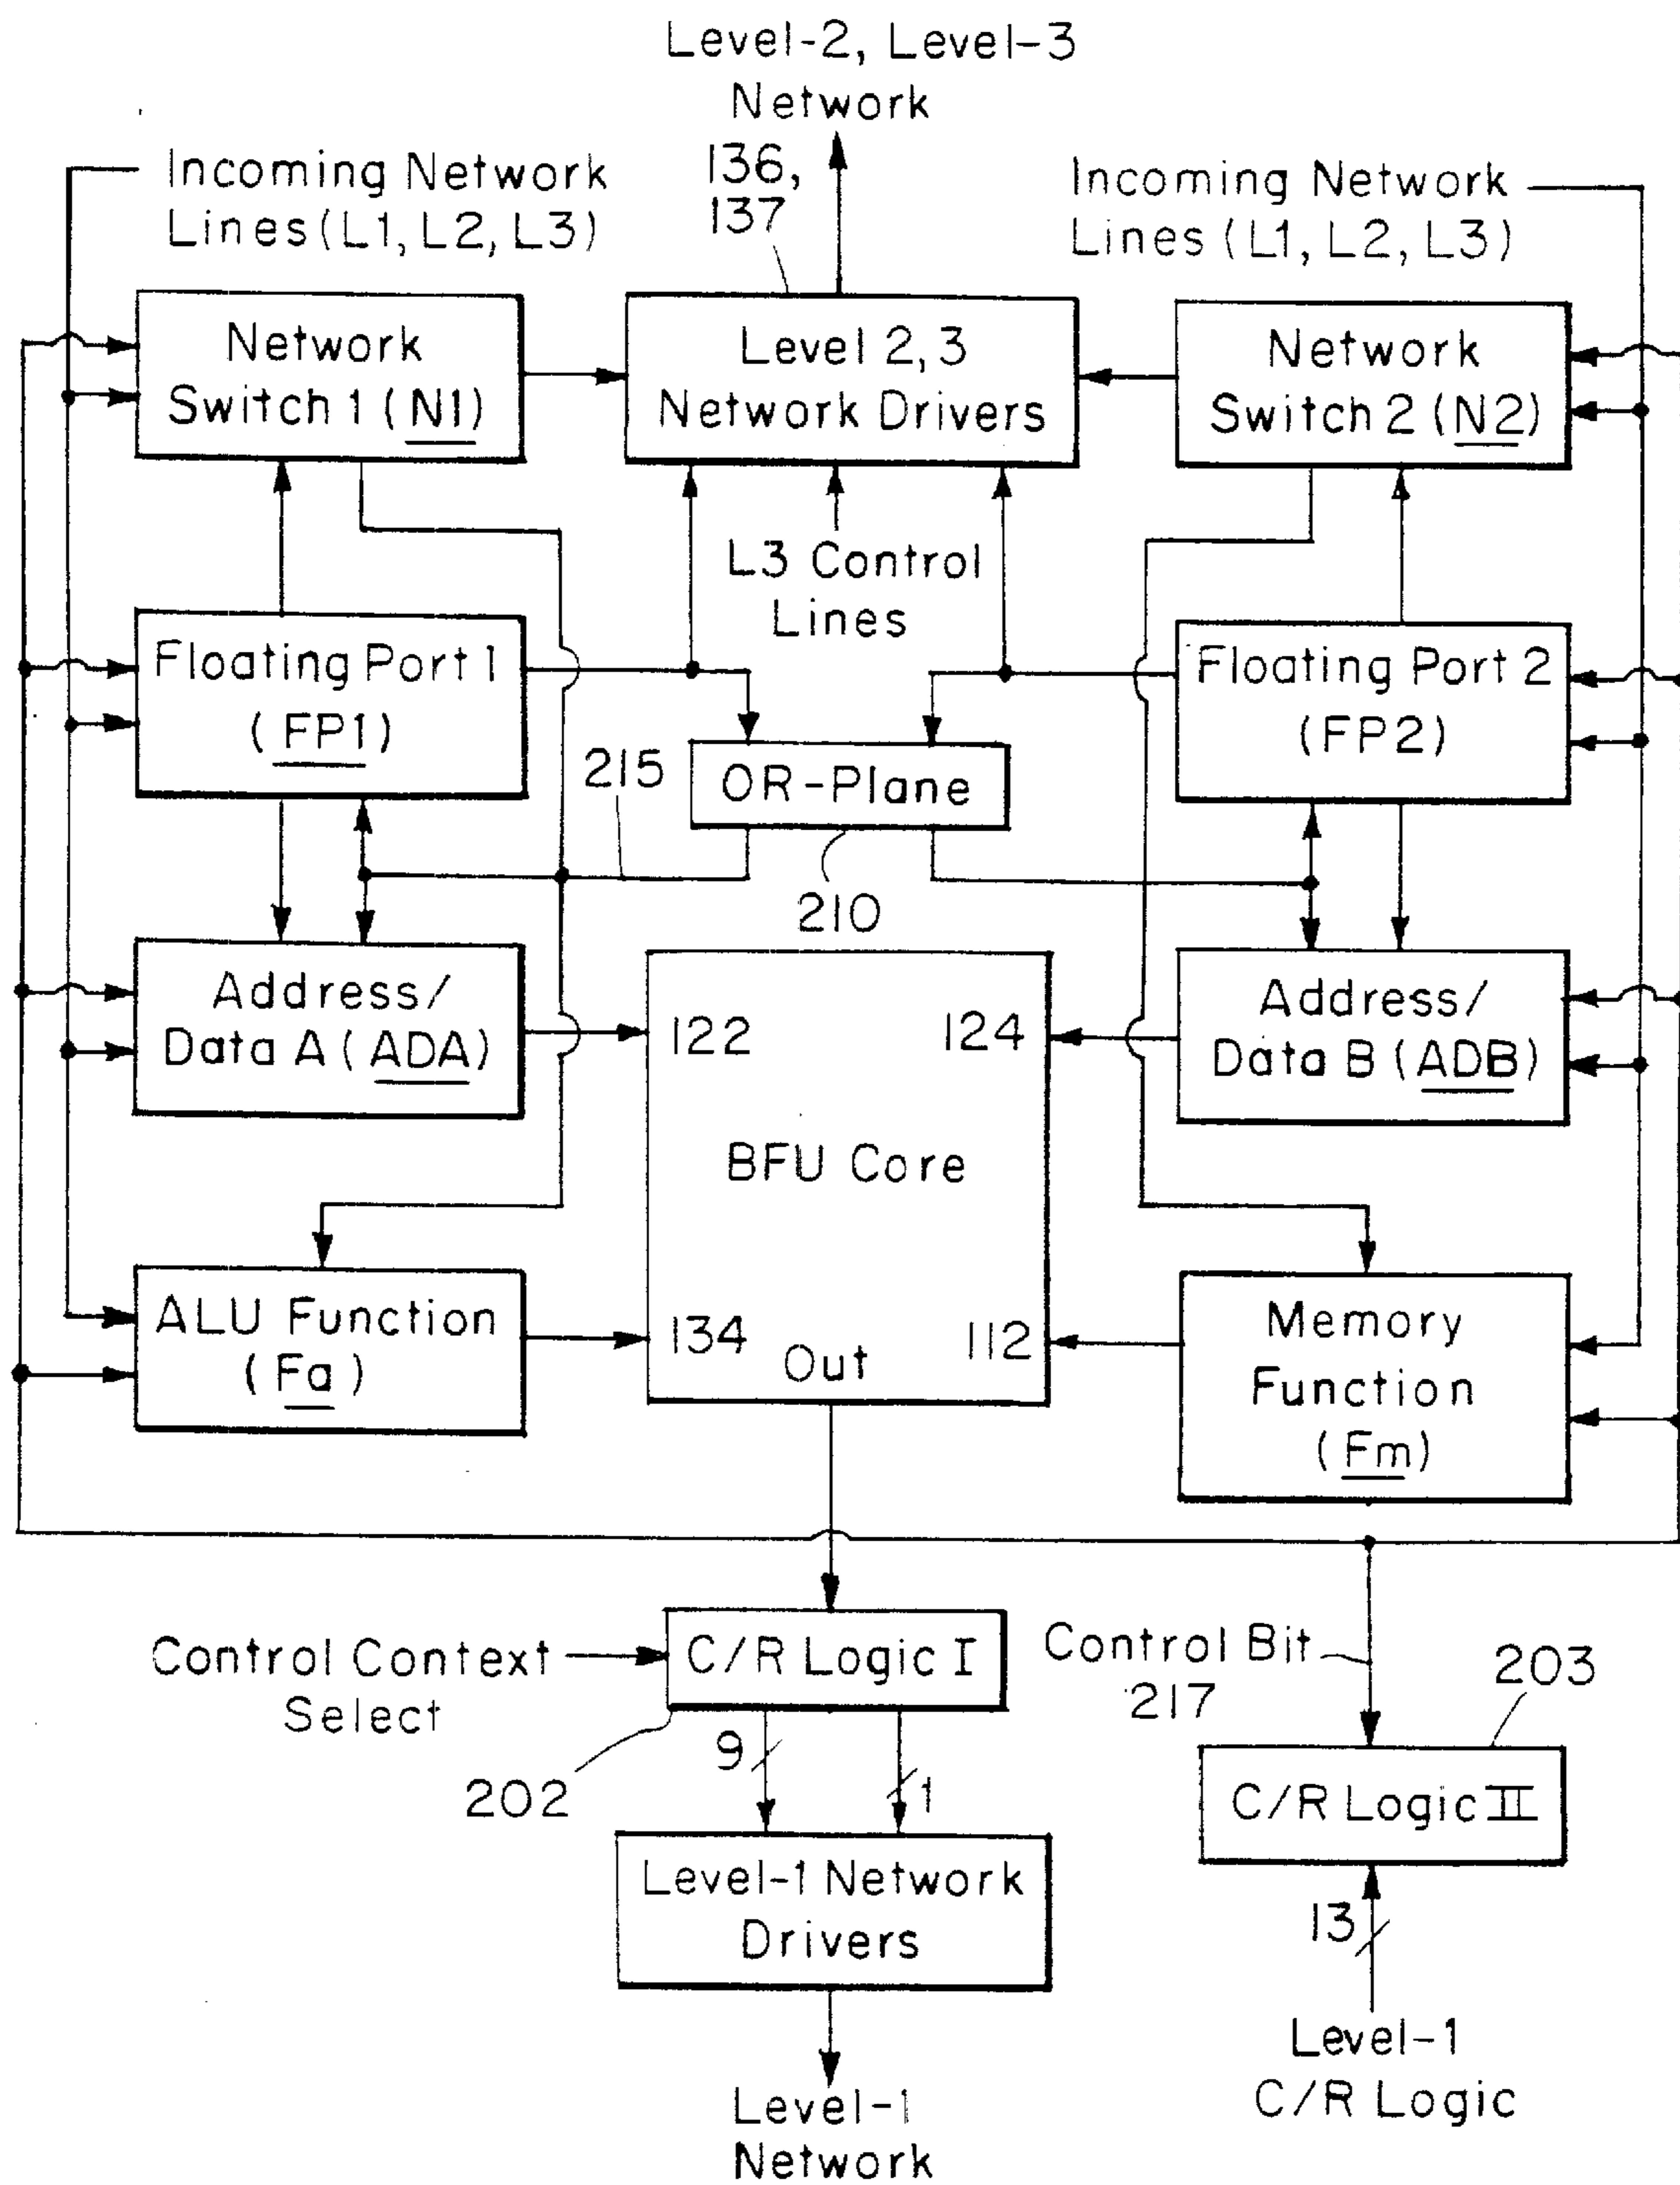 Level-2, Level-3
Network
136,
137
Incoming Network
Lines (L1, L2, L3)
Incoming Network
Lines (L1, L2, L3)
Network
Switch 1 (N1)
Level 2, 3
Network Drivers
Network
Switch 2 (N2)
L3 Control
Lines
Floating Port 1
(FP1)
Floating Port 2
(FP2)
215
OR-Plane
210
Address/
Data A (ADA)
122
124
Address/
Data B (ADB)
BFU Core
ALU Function
(Fa)
134
112
Out
Memory
Function
(Fm)
Control Context
Select
C/R Logic I
Control Bit
217
203
202
9
1
C/R Logic II
Level-1 Network
Drivers
13
Level-1
C/R Logic
Level-1
Network